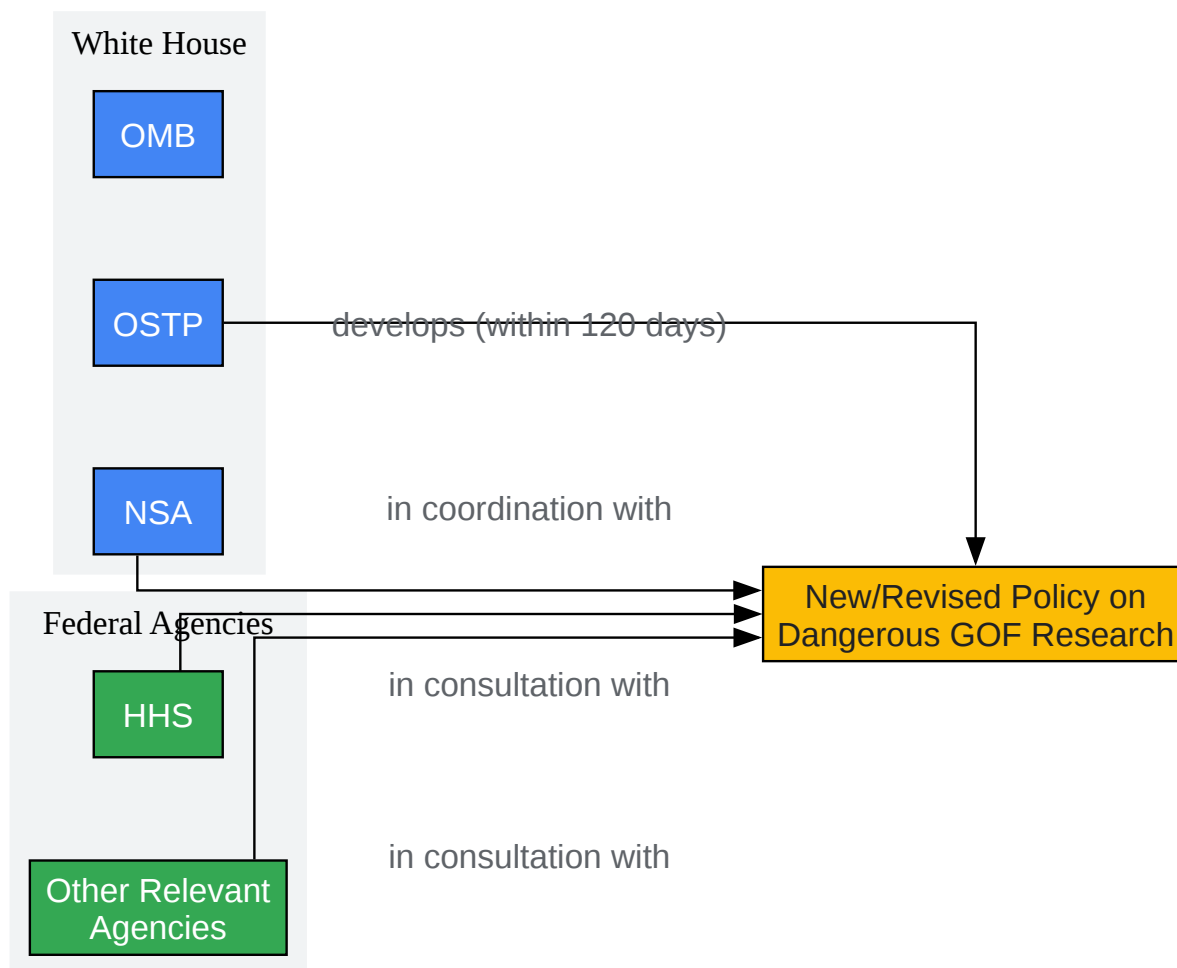 White House
OMB
OSTP
develops (within 120 days)
NSA
in coordination with
New/Revised Policy on
Dangerous GOF Research
Federal Agencies
in consultation with
HHS
in consultation with
Other Relevant
Agencies